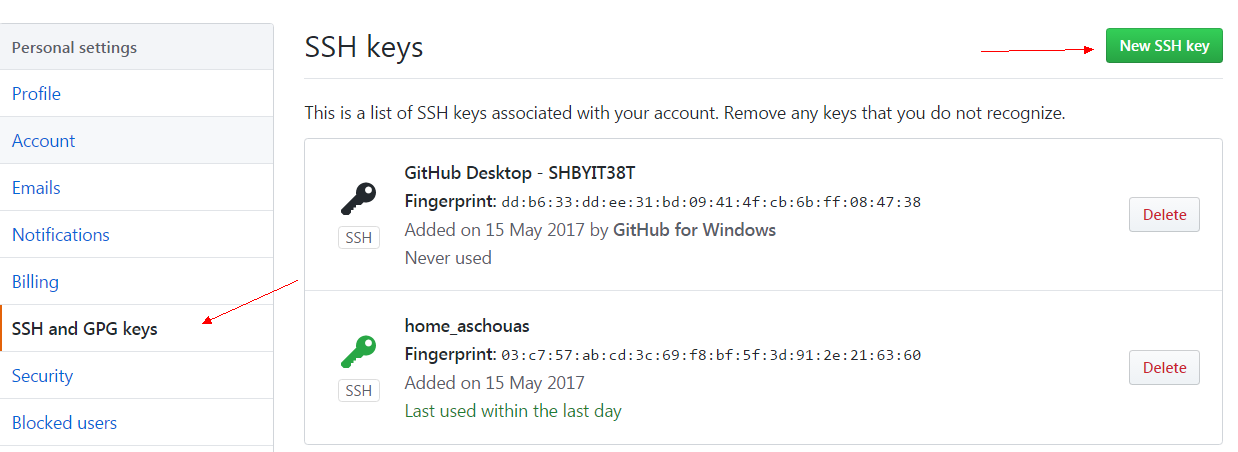 Personal settings
Profile
Account
Emails
Notifications
Billing
SSH and GPG keys
Security
Blocked users
SSH keys
New SSH key
This is a list of SSH keys associated with your account. Remove any keys that you do not recognize.
GitHub Desktop - SHBYIT38T
Fingerprint: dd:b6:33:dd:ee:31:bd:09:41:4f:cb:6b:ff:08:47:38
SSH
Added on 15 May 2017 by GitHub for Windows
Never used
Delete
home_aschouas
Fingerprint: 03:c7:57:ab:cd:3c:69:f8:bf:5f:3d:91:2e:21:63:60
SSH
Added on 15 May 2017
Last used within the last day
Delete